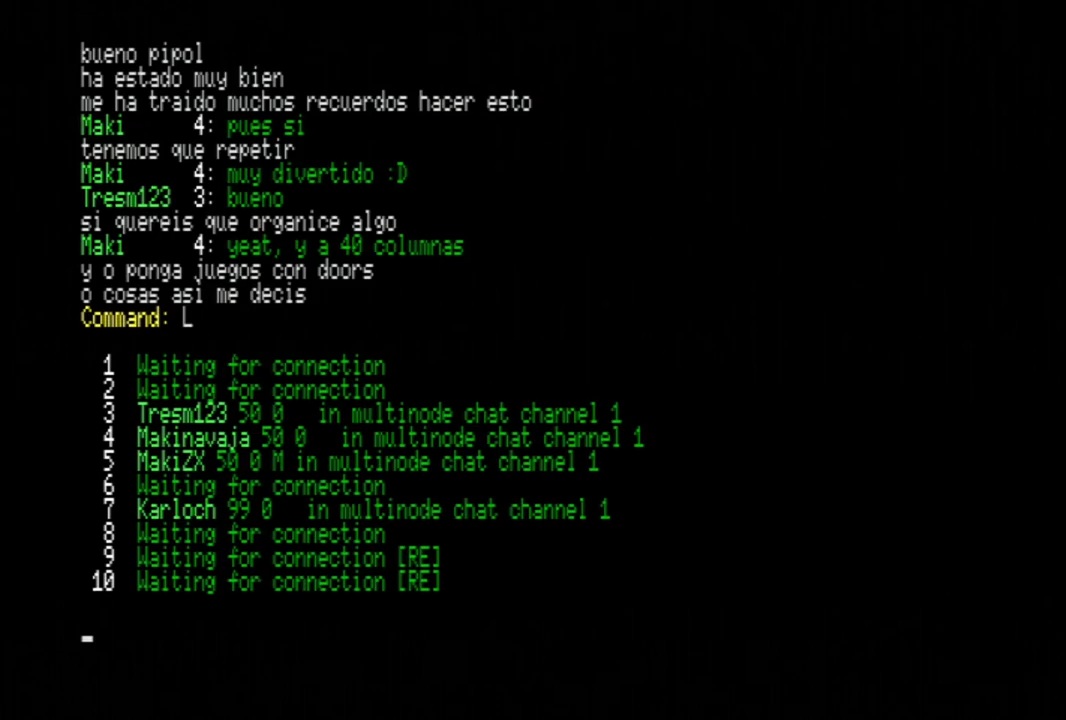 bueno pipol
ha estado muy bien
me ha traido muchos recuerdos hacer esto
Maki 4: pues si
tenemos que repetir
Maki 4: muy divertido :D
Tresm123 3: bueno
si quereis que organice algo
Maki 4: yeat, y a 40 columnas
y o ponga juegos con doors
o cosas asi me decis
Command: L
1 Waiting for connection
2 Waiting for connection
3 Tresm123 50 0 in multinode chat channel 1
4 Makinavaja 50 0 in multinode chat channel 1
5 MakiZX 50 0 M in multinode chat channel 1
6 Waiting for connection
7 Karloch 99 0 in multinode chat channel 1
8 Waiting for connection
9 Waiting for connection [RE]
10 Waiting for connection [RE]